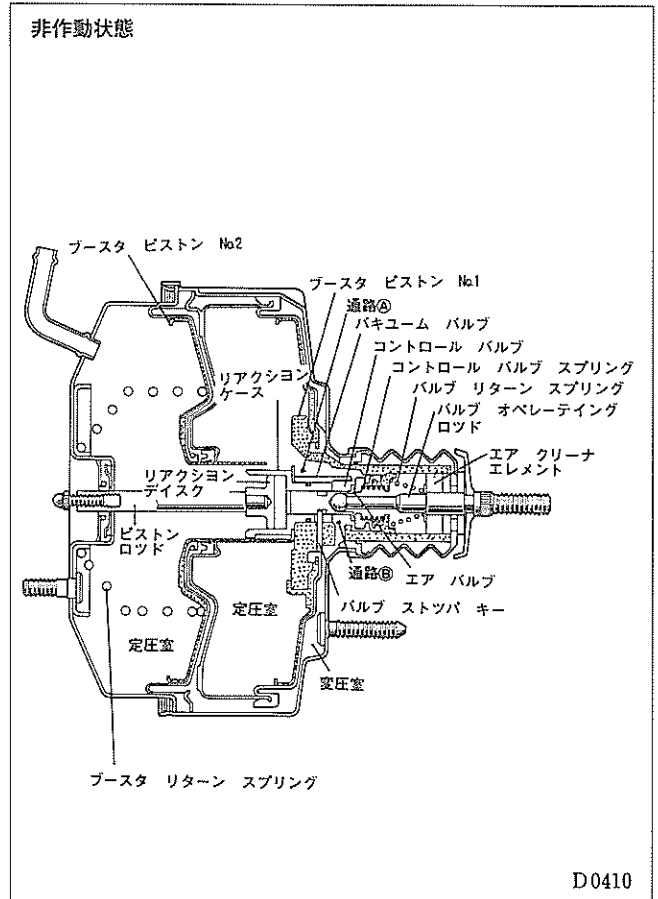 非作動状態
ブースタ ピストン No.2
ブースタ ピストン No.1
通路Ⓐ
バキユーム バルブ
コントロール バルブ
コントロール バルブ スプリング
バルブ リターン スプリング
バルブ オペレーテイング
ロツド
エア クリーナ
エレメント
リアクシヨン
ケース
リアクシヨン
デイスク
ピストン
ロツド
通路Ⓑ
エア バルブ
バルブ ストツパ キー
定圧室
定圧室
変圧室
ブースタ リターン スプリング
D0410